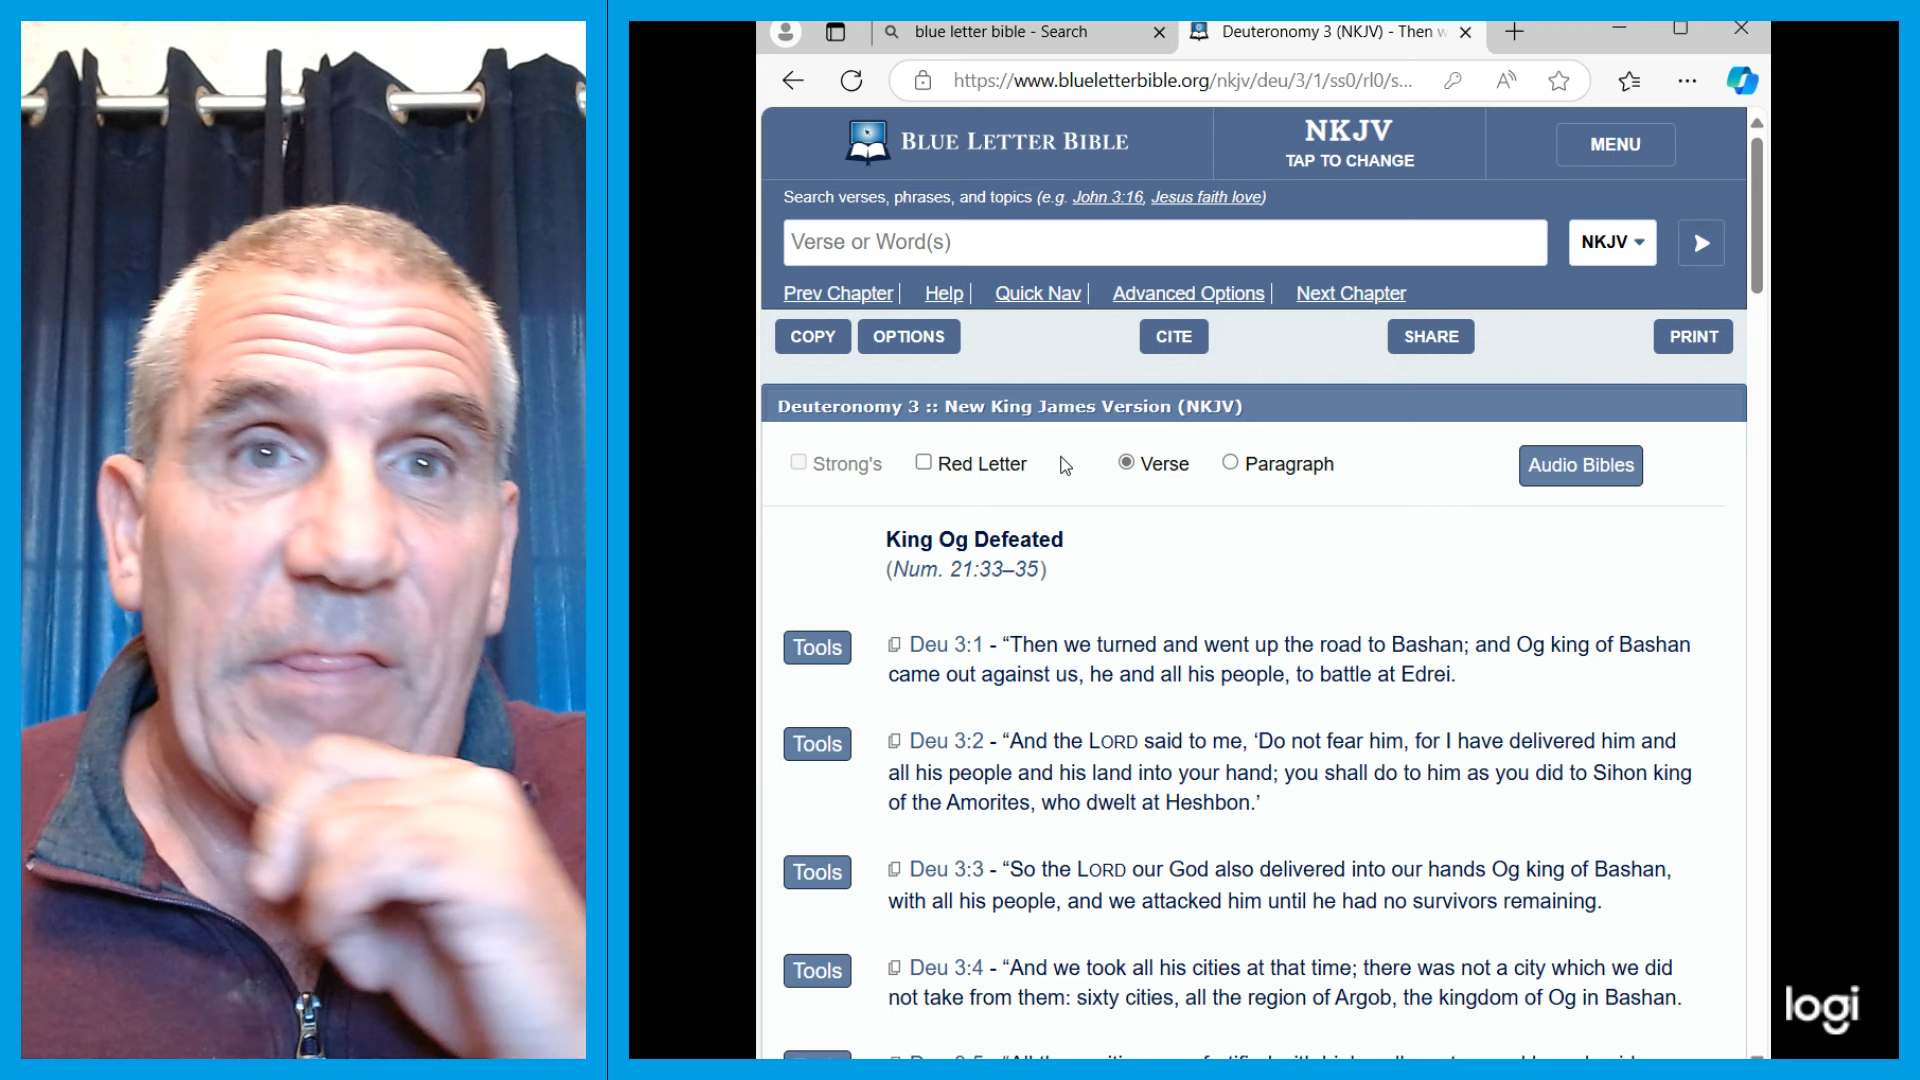 blue letter bible - Search
Deuteronomy 3 (NKJV) - Then w
https://www.blueletterbible.org/nkjv/deu/3/1/ss0/rl0/s...
BLUE LETTER BIBLE
NKJV
TAP TO CHANGE
MENU
Search verses, phrases, and topics (e.g. John 3:16, Jesus faith love)
Verse or Word(s)
NKJV
Prev Chapter | Help | Quick Nav | Advanced Options | Next Chapter
COPY OPTIONS CITE SHARE PRINT
Deuteronomy 3 :: New King James Version (NKJV)
Strong's Red Letter Verse Paragraph Audio Bibles
King Og Defeated
(Num. 21:33–35)
Tools Deu 3:1 - “Then we turned and went up the road to Bashan; and Og king of Bashan
came out against us, he and all his people, to battle at Edrei.
Tools Deu 3:2 - “And the LORD said to me, ‘Do not fear him, for I have delivered him and
all his people and his land into your hand; you shall do to him as you did to Sihon king
of the Amorites, who dwelt at Heshbon.’
Tools Deu 3:3 - “So the LORD our God also delivered into our hands Og king of Bashan,
with all his people, and we attacked him until he had no survivors remaining.
Tools Deu 3:4 - “And we took all his cities at that time; there was not a city which we did
not take from them: sixty cities, all the region of Argob, the kingdom of Og in Bashan.
logi